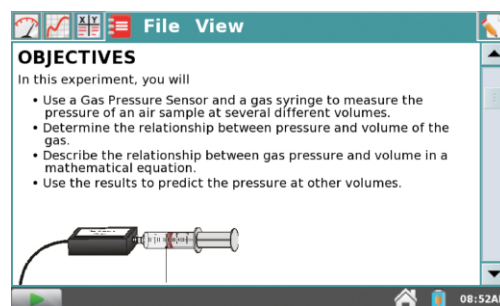 X Y
File View
OBJECTIVES
In this experiment, you will
• Use a Gas Pressure Sensor and a gas syringe to measure the
pressure of an air sample at several different volumes.
• Determine the relationship between pressure and volume of the
gas.
• Describe the relationship between gas pressure and volume in a
mathematical equation.
• Use the results to predict the pressure at other volumes.
08:52A